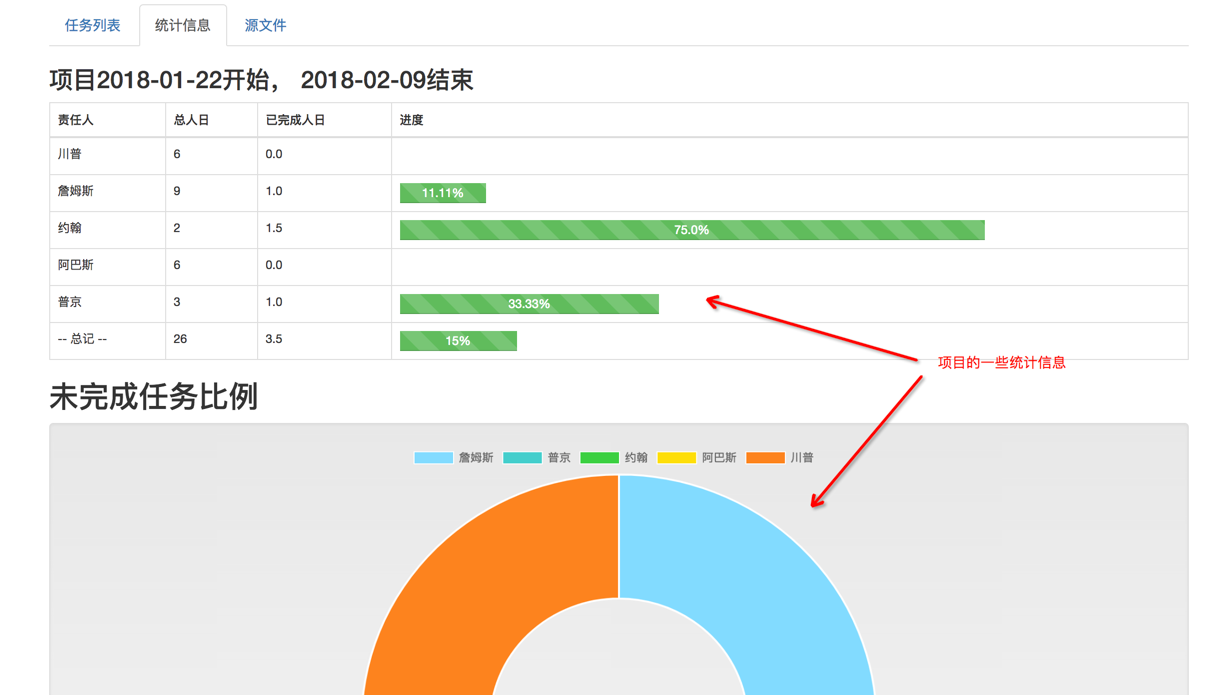 任务列表 统计信息 源文件
项目2018-01-22开始， 2018-02-09结束
责任人 总人日 已完成人日 进度
川普 6 0.0
詹姆斯 9 1.0 11.11%
约翰 2 1.5 75.0%
阿巴斯 6 0.0
普京 3 1.0 33.33%
-- 总记 -- 26 3.5 15%
项目的一些统计信息
未完成任务比例
詹姆斯 普京 约翰 阿巴斯 川普